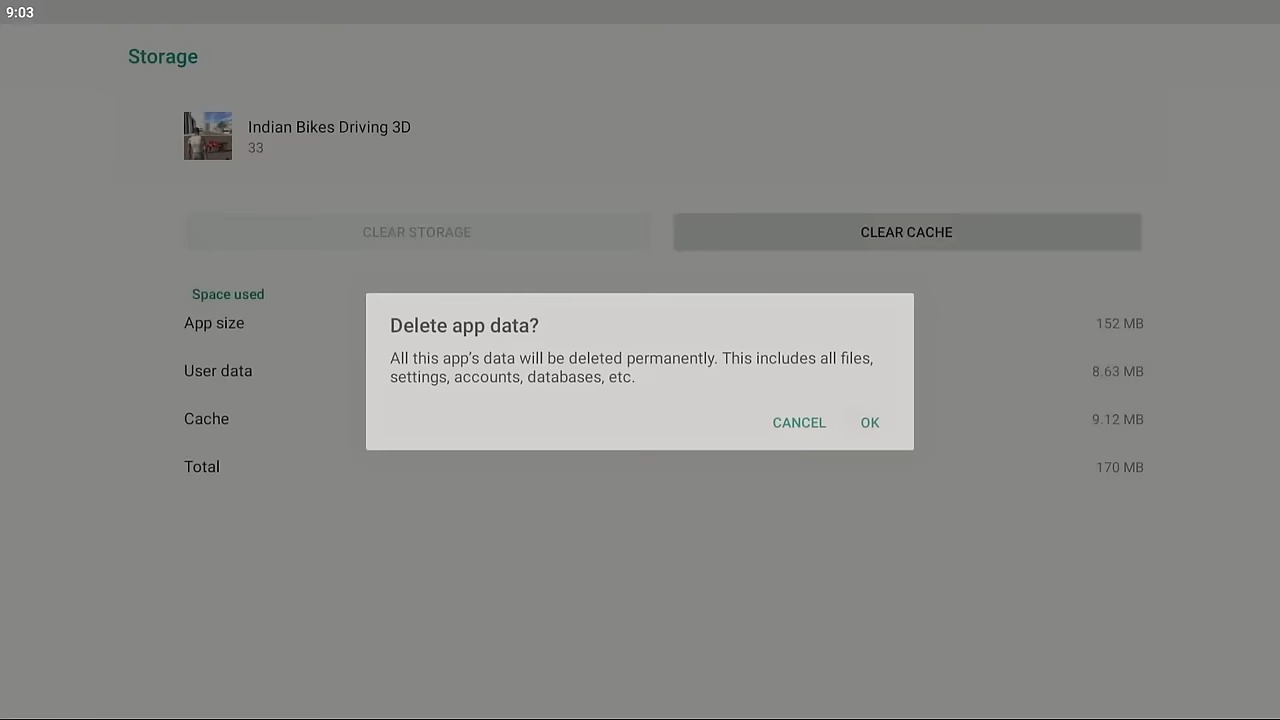 9:03
Storage
Indian Bikes Driving 3D
33
CLEAR STORAGE
CLEAR CACHE
Space used
App size
152 MB
User data
8.63 MB
Cache
9.12 MB
Total
170 MB
Delete app data?
All this app's data will be deleted permanently. This includes all files,
settings, accounts, databases, etc.
CANCEL
OK